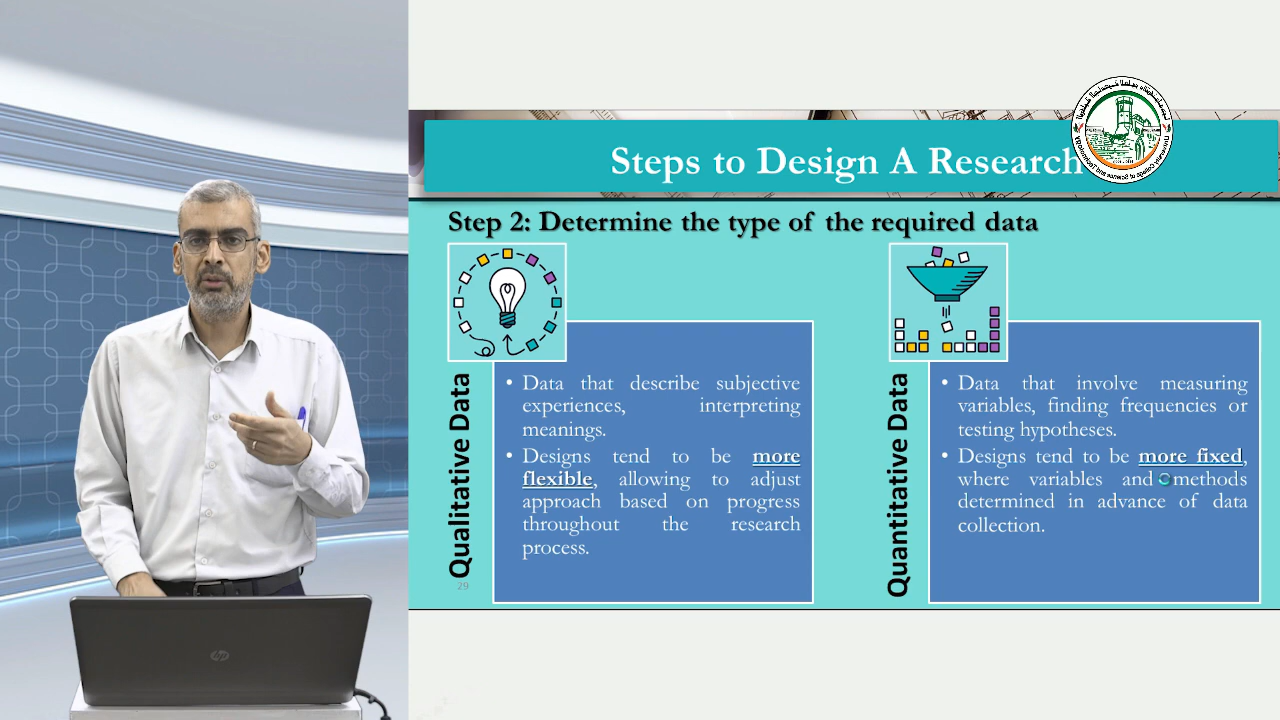 Steps to Design A Research
Step 2: Determine the type of the required data
Qualitative Data
• Data that describe subjective
experiences, interpreting
meanings.
• Designs tend to be more
flexible, allowing to adjust
approach based on progress
throughout the research
process.
29
Quantitative Data
• Data that involve measuring
variables, finding frequencies or
testing hypotheses.
• Designs tend to be more fixed,
where variables and methods
determined in advance of data
collection.
hp